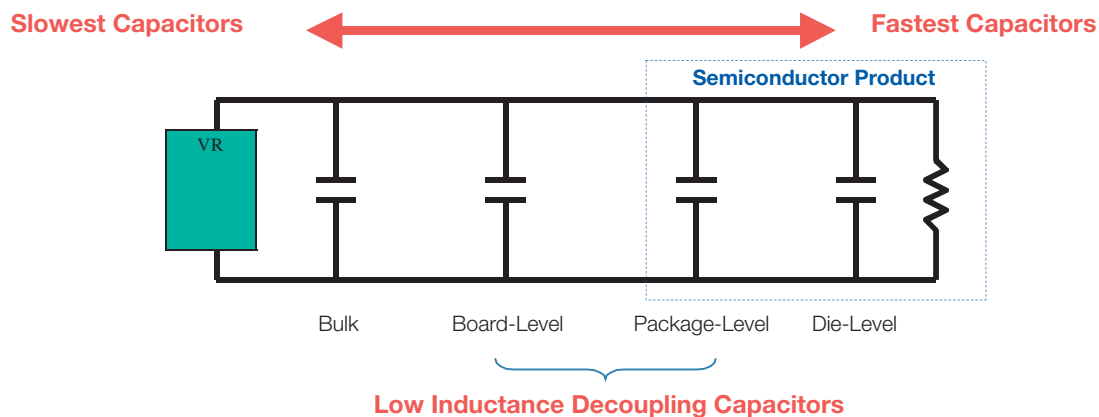 Slowest Capacitors
Fastest Capacitors
Semiconductor Product
VR
Bulk
Board-Level
Package-Level
Die-Level
Low Inductance Decoupling Capacitors